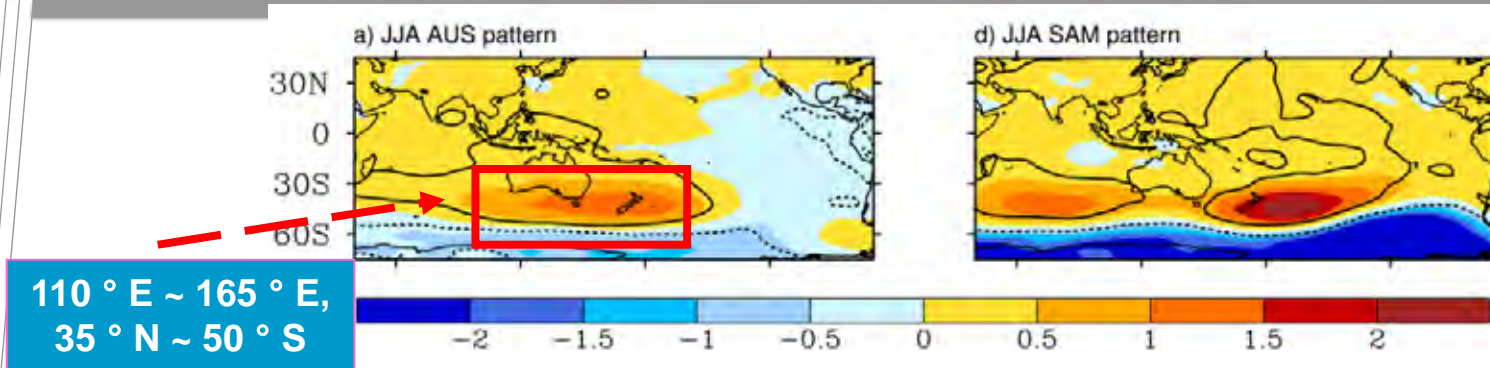 a) JJA AUS pattern
d) JJA SAM pattern
30N
0
30S
60S
110 ° E ~ 165 ° E,
35 ° N ~ 50 ° S
−2 −1.5 −1 −0.5 0 0.5 1 1.5 2